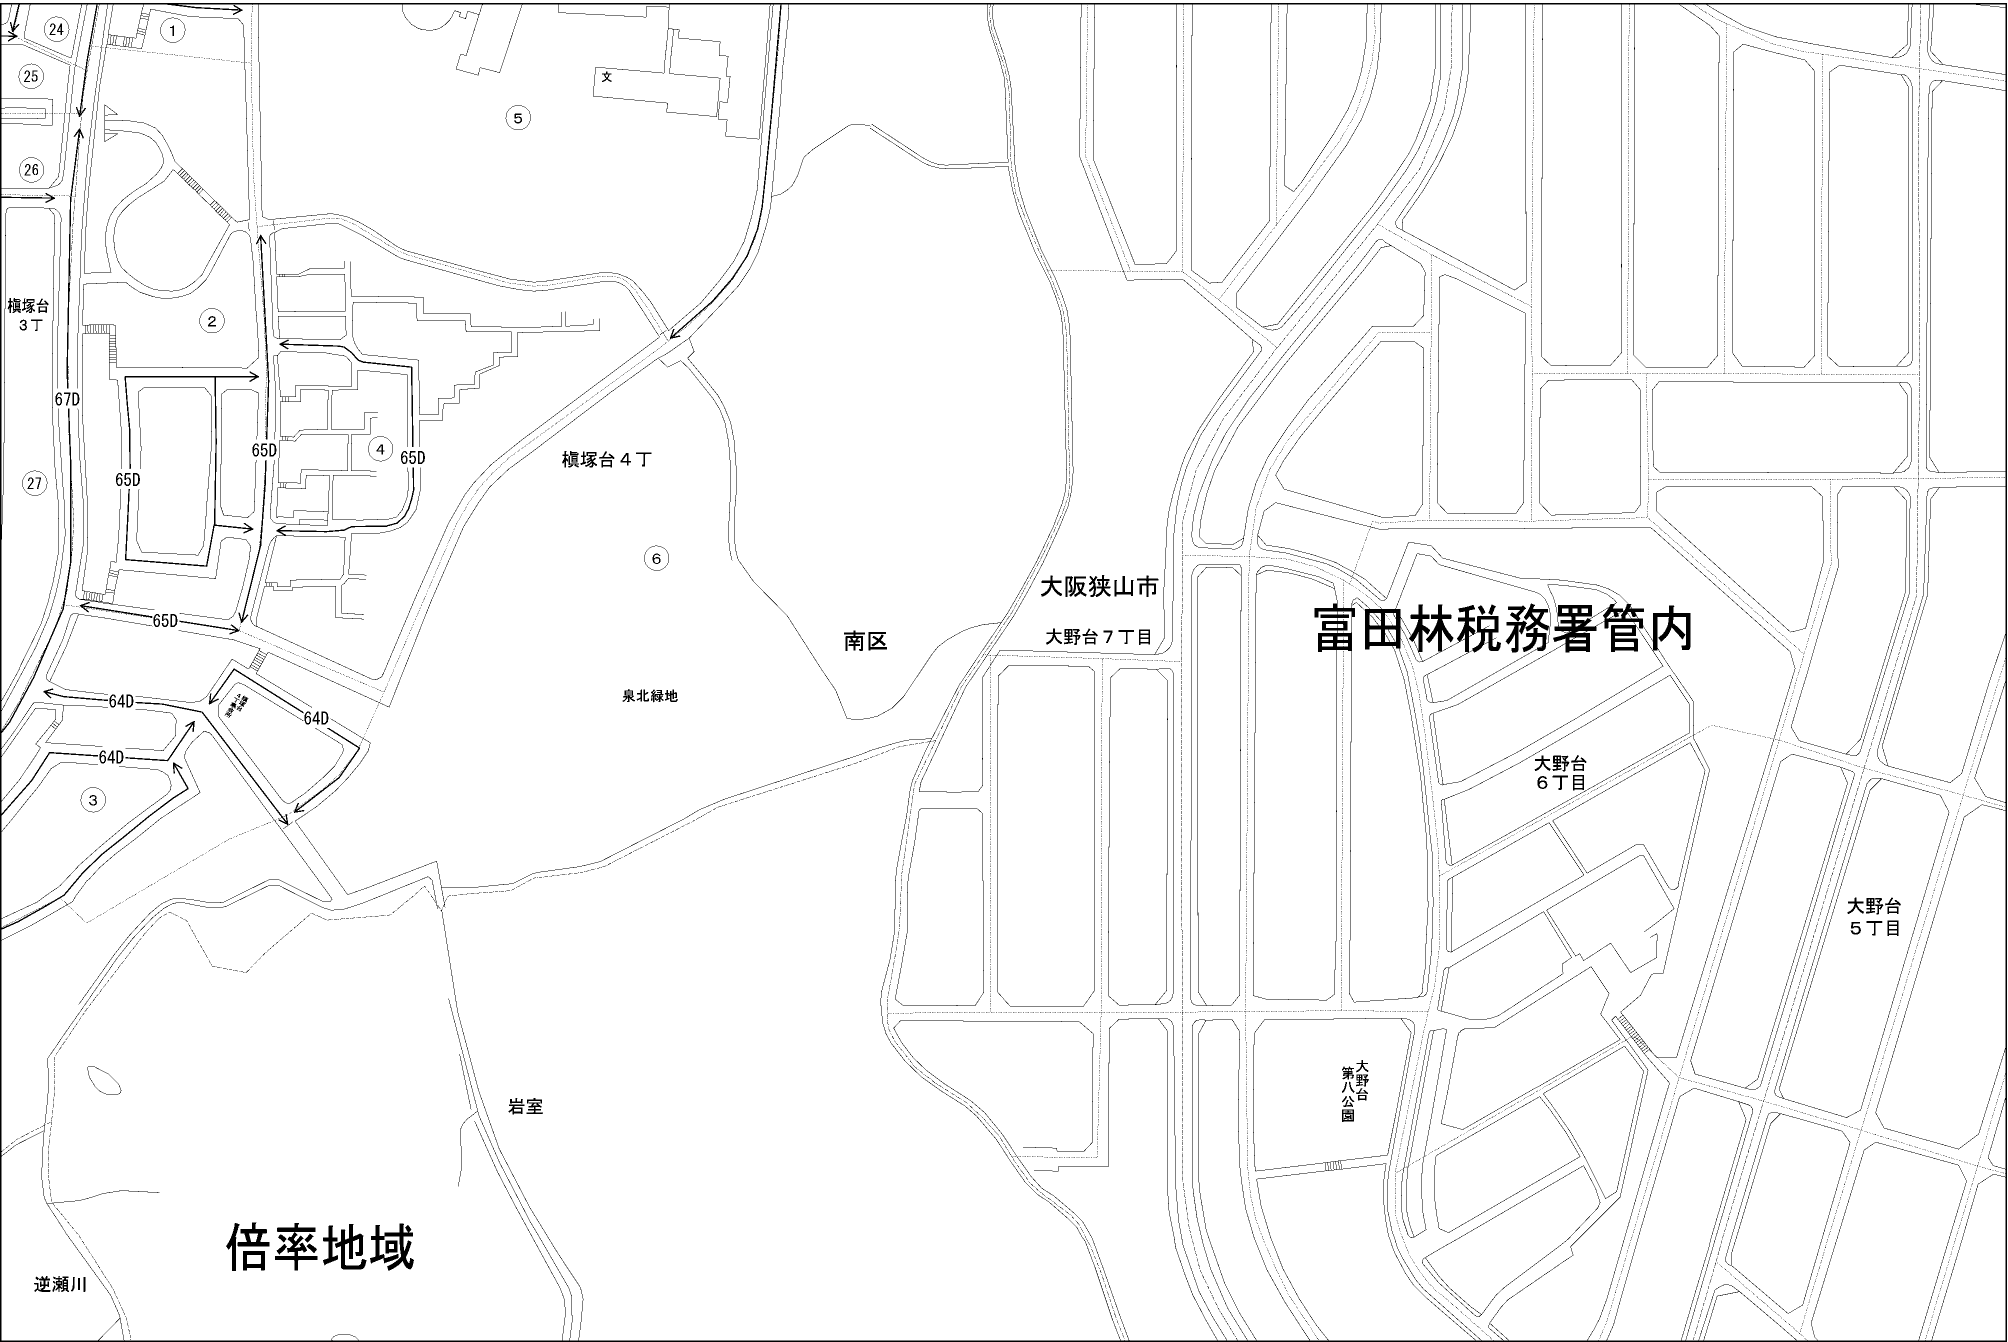 24
1
25
文
5
26
槇塚台
3丁
2
67D
65D
4
65D
槇塚台4丁
65D
27
6
大阪狭山市
65D
南区
大野台7丁目
富田林税務署管内
64D
泉北緑地
64D
64D
大野台
6丁目
3
大野台
5丁目
大野台
第八公園
岩室
倍率地域
逆瀬川